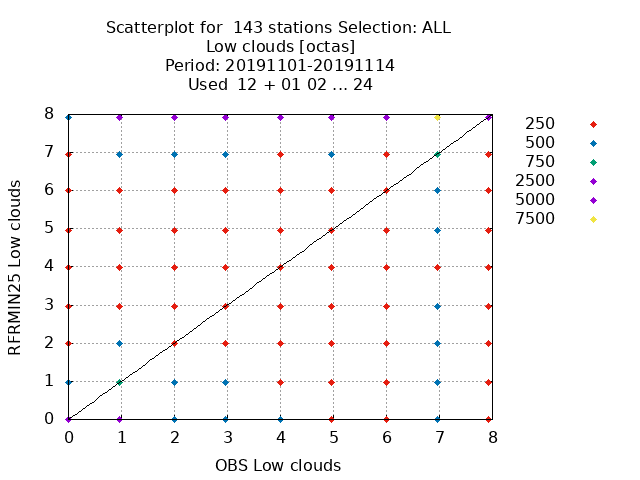 Scatterplot for  143 stations Selection: ALL
Low clouds [octas]
Period: 20191101-20191114
Used  12 + 01 02 ... 24
8
7
6
5
4
3
2
1
0
RFRMIN25 Low clouds
0 1 2 3 4 5 6 7 8
OBS Low clouds
250
500
750
2500
5000
7500